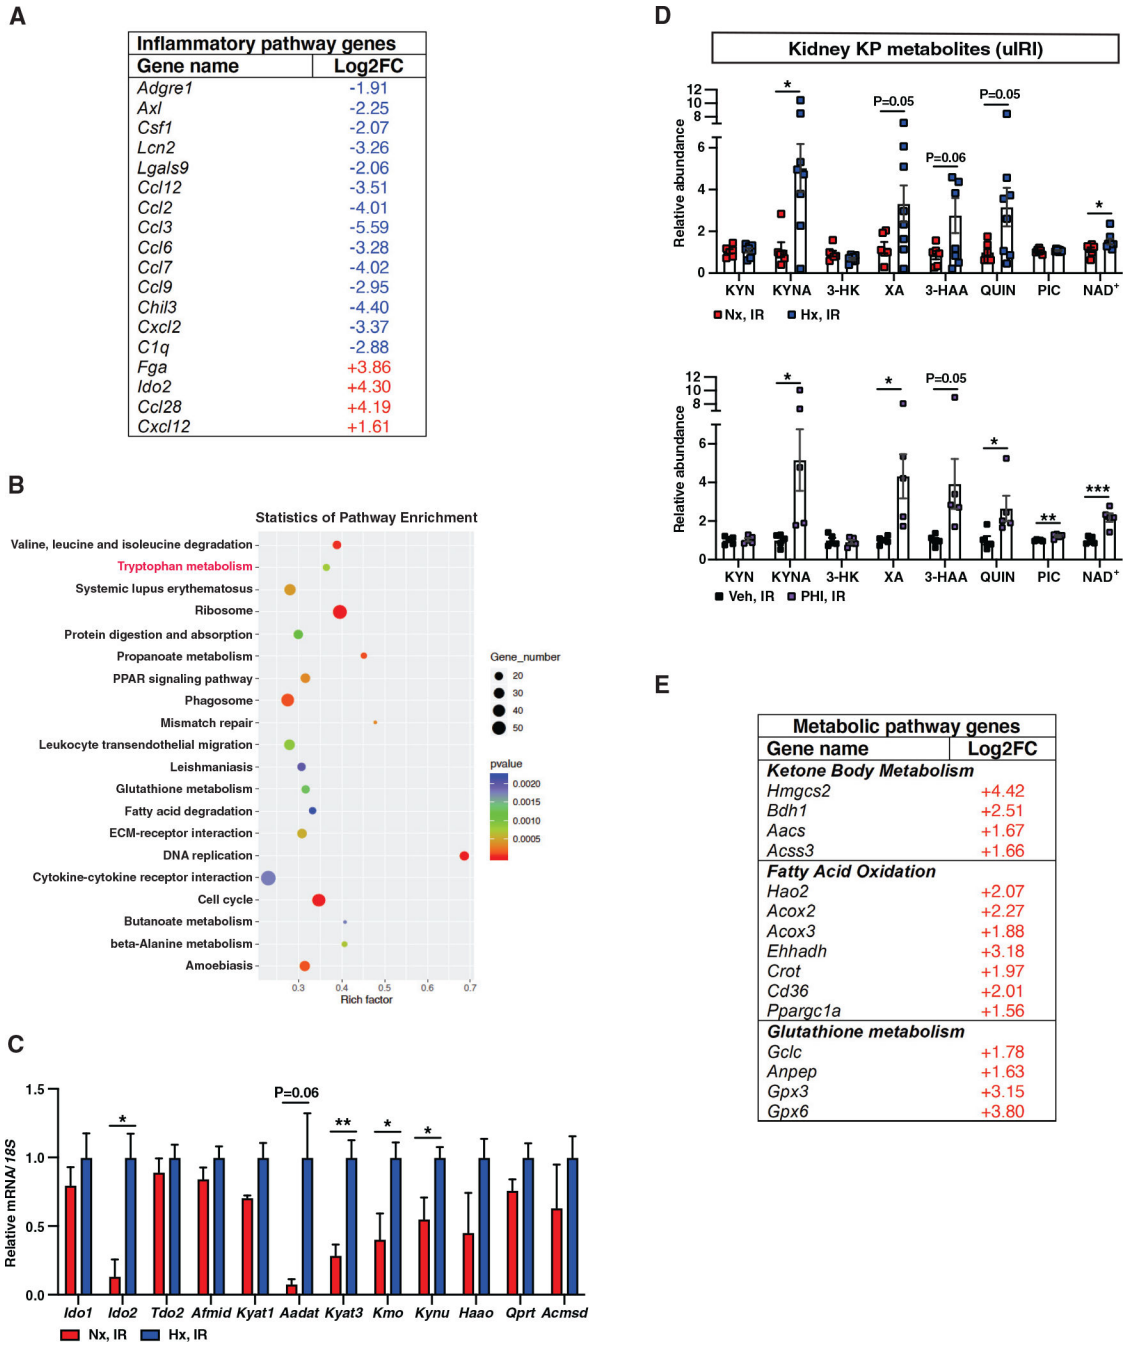 A
Inflammatory pathway genes
Gene name Log2FC
Adgre1 -1.91
Axl -2.25
Csf1 -2.07
Lcn2 -3.26
Lgals9 -2.06
Ccl12 -3.51
Ccl2 -4.01
Ccl3 -5.59
Ccl6 -3.28
Ccl7 -4.02
Ccl9 -2.95
Chil3 -4.40
Cxcl2 -3.37
C1q -2.88
Fga +3.86
Ido2 +4.30
Ccl28 +4.19
Cxcl12 +1.61
B
Statistics of Pathway Enrichment
Valine, leucine and isoleucine degradation
Tryptophan metabolism
Systemic lupus erythematosus
Ribosome
Protein digestion and absorption
Propanoate metabolism
PPAR signaling pathway
Phagosome
Mismatch repair
Leukocyte transendothelial migration
Leishmaniasis
Glutathione metabolism
Fatty acid degradation
ECM-receptor interaction
DNA replication
Cytokine-cytokine receptor interaction
Cell cycle
Butanoate metabolism
beta-Alanine metabolism
Amoebiasis
0.3 0.4 0.5 0.6 0.7
Rich factor
Gene_number
20
30
40
50
pvalue
0.0020
0.0015
0.0010
0.0005
C
Relative mRNA/18S
1.5
1.0
0.5
0.0
*
P=0.06
**
*
*
Ido1 Ido2 Tdo2 Afmid Kyat1 Aadat Kyat3 Kmo Kynu Haao Qprt Acmsd
Nx, IR Hx, IR
D
Kidney KP metabolites (uIRI)
Relative abundance
12
10
8
6
4
2
0
*
P=0.05
P=0.06
P=0.05
*
KYN KYNA 3-HK XA 3-HAA QUIN PIC NAD+
Nx, IR Hx, IR
Relative abundance
12
10
8
6
4
2
0
*
*
P=0.05
*
**
***
KYN KYNA 3-HK XA 3-HAA QUIN PIC NAD+
Veh, IR PHI, IR
E
Metabolic pathway genes
Gene name Log2FC
Ketone Body Metabolism
Hmgcs2 +4.42
Bdh1 +2.51
Aacs +1.67
Acss3 +1.66
Fatty Acid Oxidation
Hao2 +2.07
Acox2 +2.27
Acox3 +1.88
Ehhadh +3.18
Crot +1.97
Cd36 +2.01
Ppargc1a +1.56
Glutathione metabolism
Gclc +1.78
Anpep +1.63
Gpx3 +3.15
Gpx6 +3.80